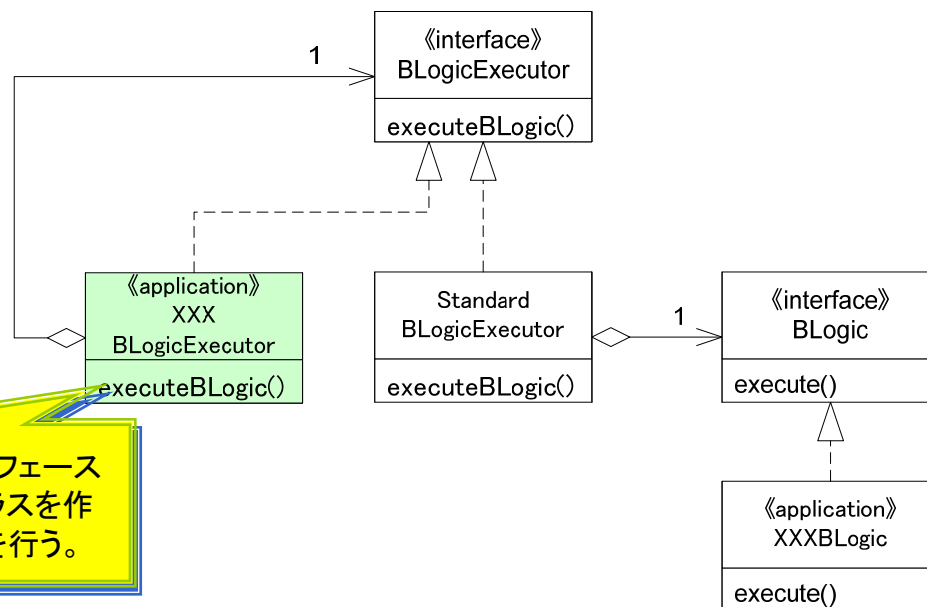 《interface》
BLogicExecutor
executeBLogic()
1
《application》
XXX
BLogicExecutor
executeBLogic()
Standard
BLogicExecutor
executeBLogic()
1
《interface》
BLogic
execute()
《application》
XXXBLogic
execute()
フェース
ラスを作
を行う。